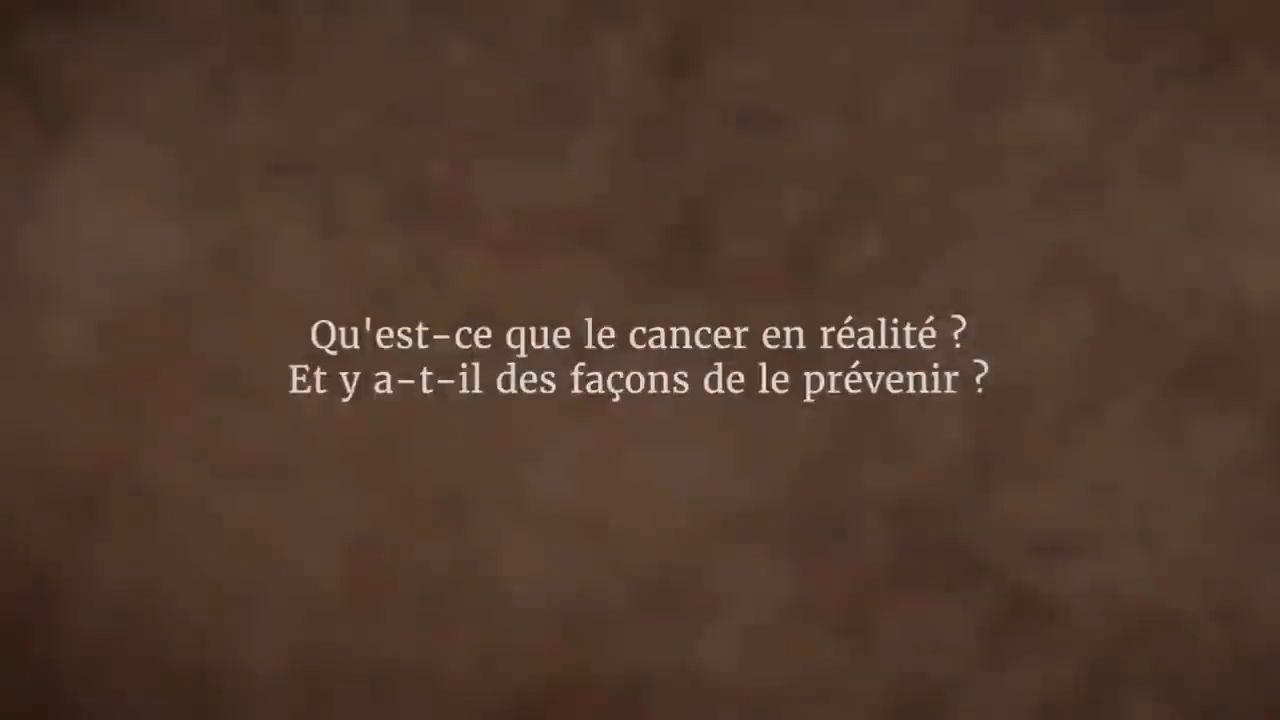 Qu'est-ce que le cancer en réalité ?
Et y a-t-il des façons de le prévenir ?